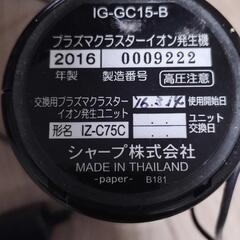 IG-GC15-B
プラズマクラスターイオン発生機
2016 年製 0009222 製造番号 高圧注意
交換用プラズマクラスターイオン発生ユニット 使用開始日
形名 IZ-C75C ユニット交換日
シャープ株式会社
MADE IN THAILAND
-paper- B181